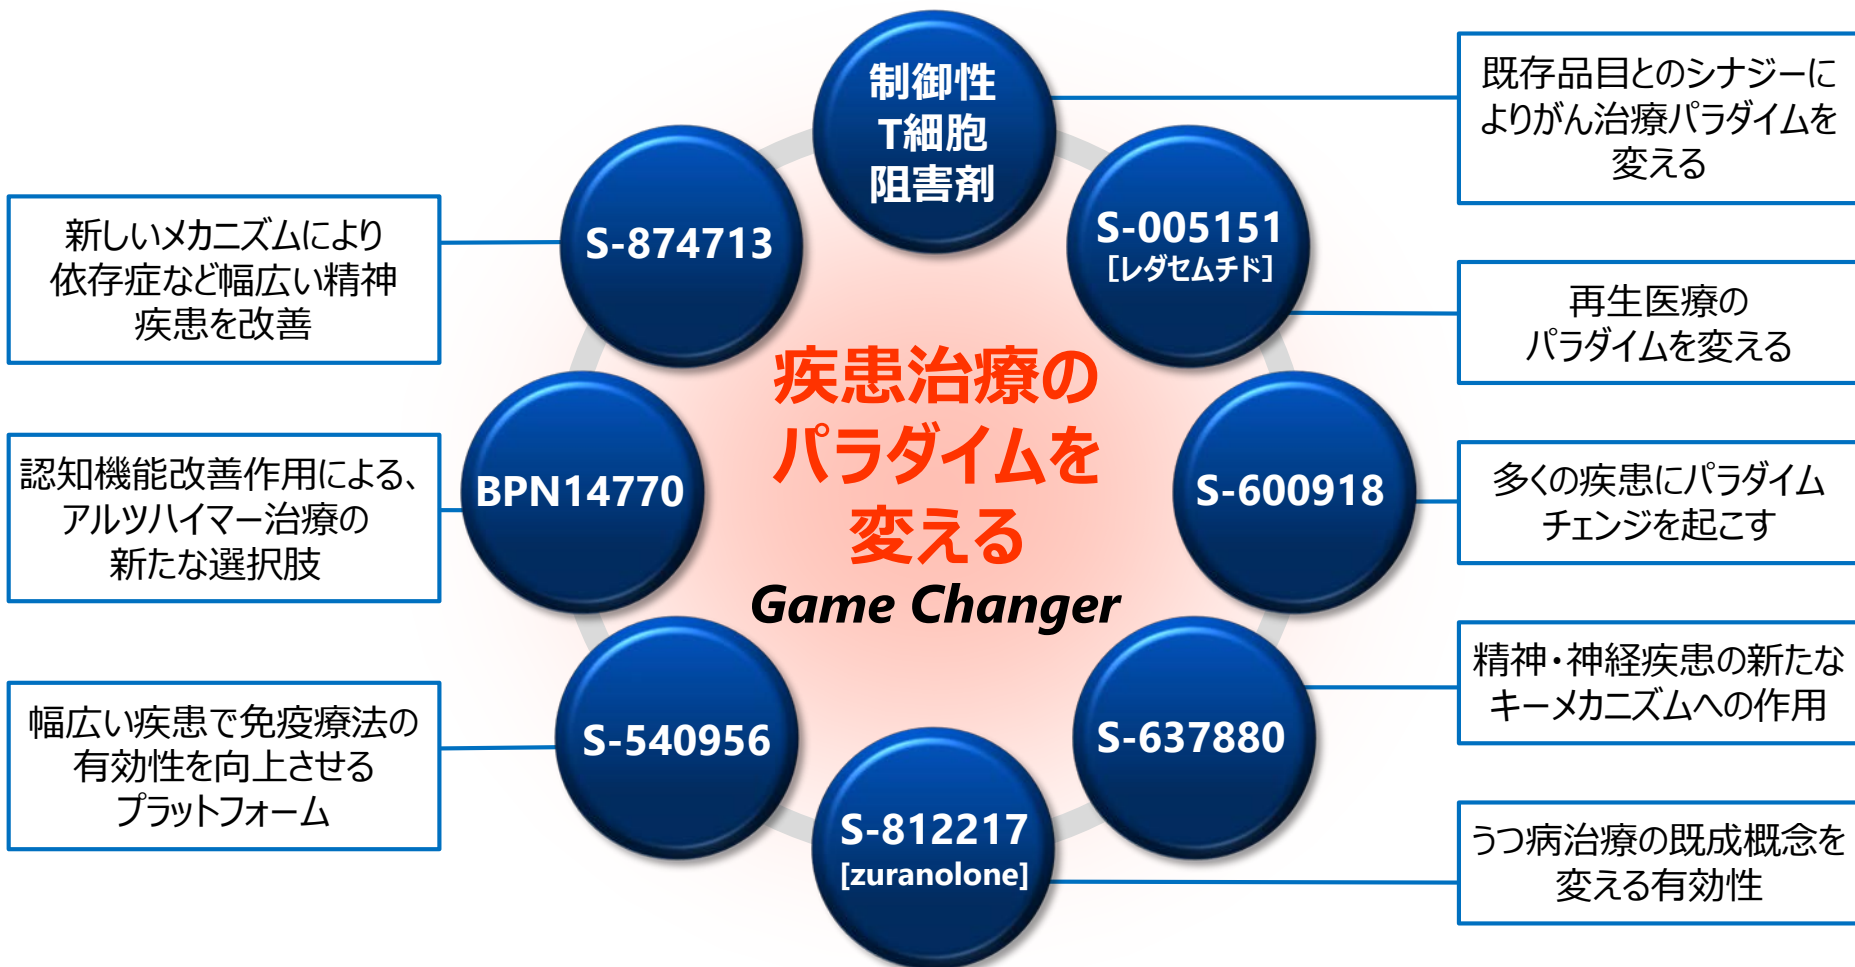 制御性
T細胞
阻害剤
既存品目とのシナジーに
よりがん治療パラダイムを
変える
S-005151
[レダセムチド]
再生医療の
パラダイムを変える
S-600918
多くの疾患にパラダイム
チェンジを起こす
S-637880
精神・神経疾患の新たな
キーメカニズムへの作用
S-812217
[zuranolone]
うつ病治療の既成概念を
変える有効性
S-540956
幅広い疾患で免疫療法の
有効性を向上させる
プラットフォーム
BPN14770
認知機能改善作用による、
アルツハイマー治療の
新たな選択肢
S-874713
新しいメカニズムにより
依存症など幅広い精神
疾患を改善
疾患治療の
パラダイムを
変える
Game Changer